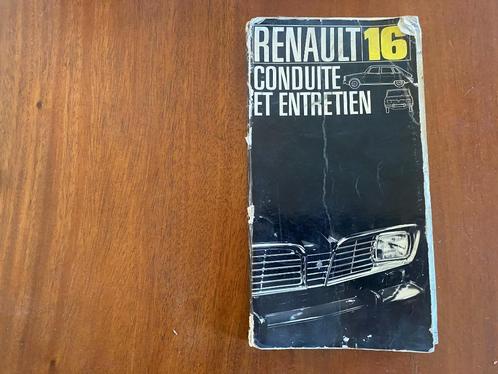 RENAULT 16
CONDUITE
ET ENTRETIEN